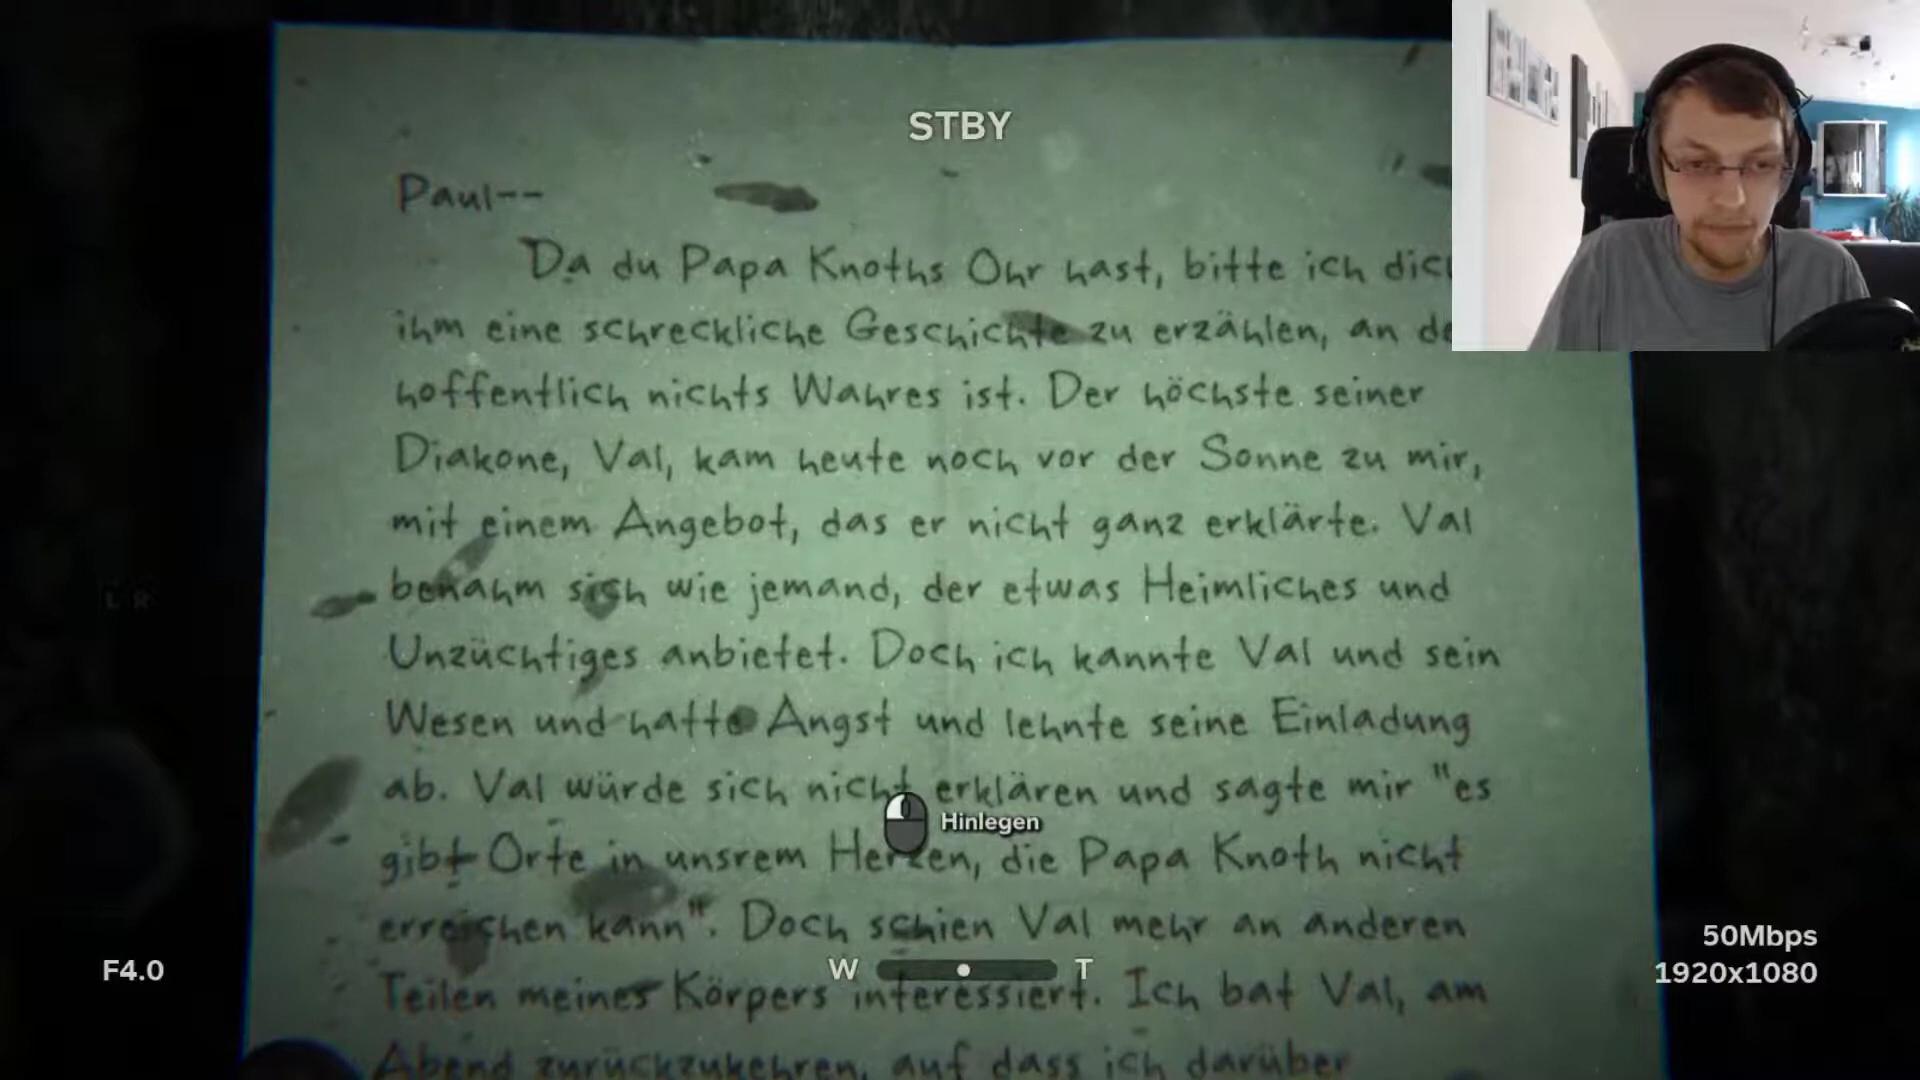 STBY
Paul--
Da du Papa Knoths Ohr hast, bitte ich
ihm eine schreckliche Geschichte zu erzählen, an
hoffentlich nichts Wahres ist. Der höchste seiner
Diakone, Val, kam heute noch vor der Sonne zu mir,
mit einem Angebot, das er nicht ganz erklärte. Val
benahm sich wie jemand, der etwas Heimliches und
Unzüchtiges anbietet. Doch ich kannte Val und sein
Wesen und hatte Angst und lehnte seine Einladung
ab. Val würde sich nicht erklären und sagte mir "es
Hinlegen
gibt Orte in unsrem Herzen, die Papa Knoth nicht
erreichen kann". Doch schien Val mehr an anderen
Teilen meines Körpers interessiert. Ich bat Val, am
Abend zurückzukehren, auf dass ich darüber
F4.0
W T
50Mbps
1920x1080